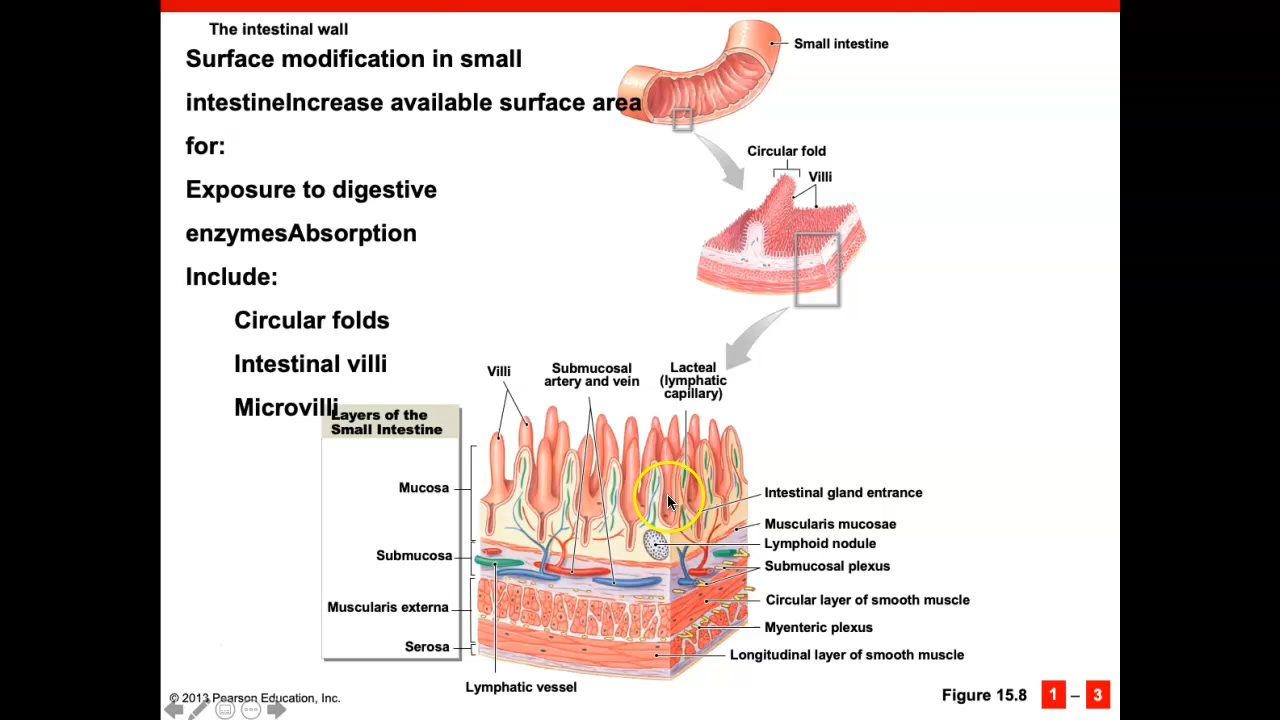 The intestinal wall
Surface modification in small
intestineIncrease available surface area
for:
Exposure to digestive
enzymesAbsorption
Include:
Circular folds
Intestinal villi
Microvilli
Small intestine
Circular fold
Villi
Villi
Submucosal
artery and vein
Lacteal
(lymphatic
capillary)
Layers of the
Small Intestine
Mucosa
Submucosa
Muscularis externa
Serosa
Intestinal gland entrance
Muscularis mucosae
Lymphoid nodule
Submucosal plexus
Circular layer of smooth muscle
Myenteric plexus
Longitudinal layer of smooth muscle
Lymphatic vessel
© 2013 Pearson Education, Inc.
Figure 15.8 1 – 3